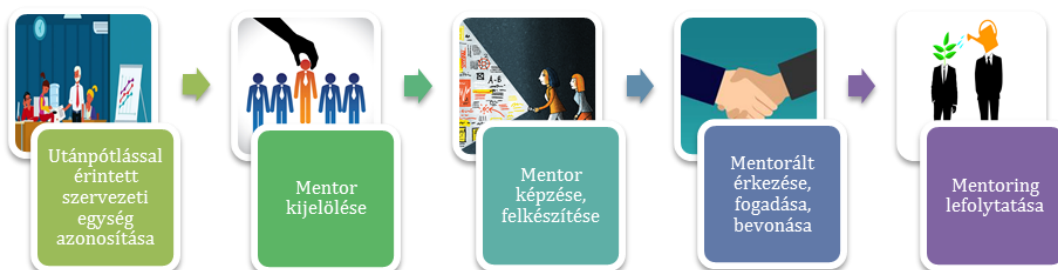 Utánpótlással
érintett
szervezeti
egység
azonosítása
Mentor
kijelölése
Mentor
képzése,
felkészítése
Mentorált
érkezése,
fogadása,
bevonása
Mentoring
lefolytatása